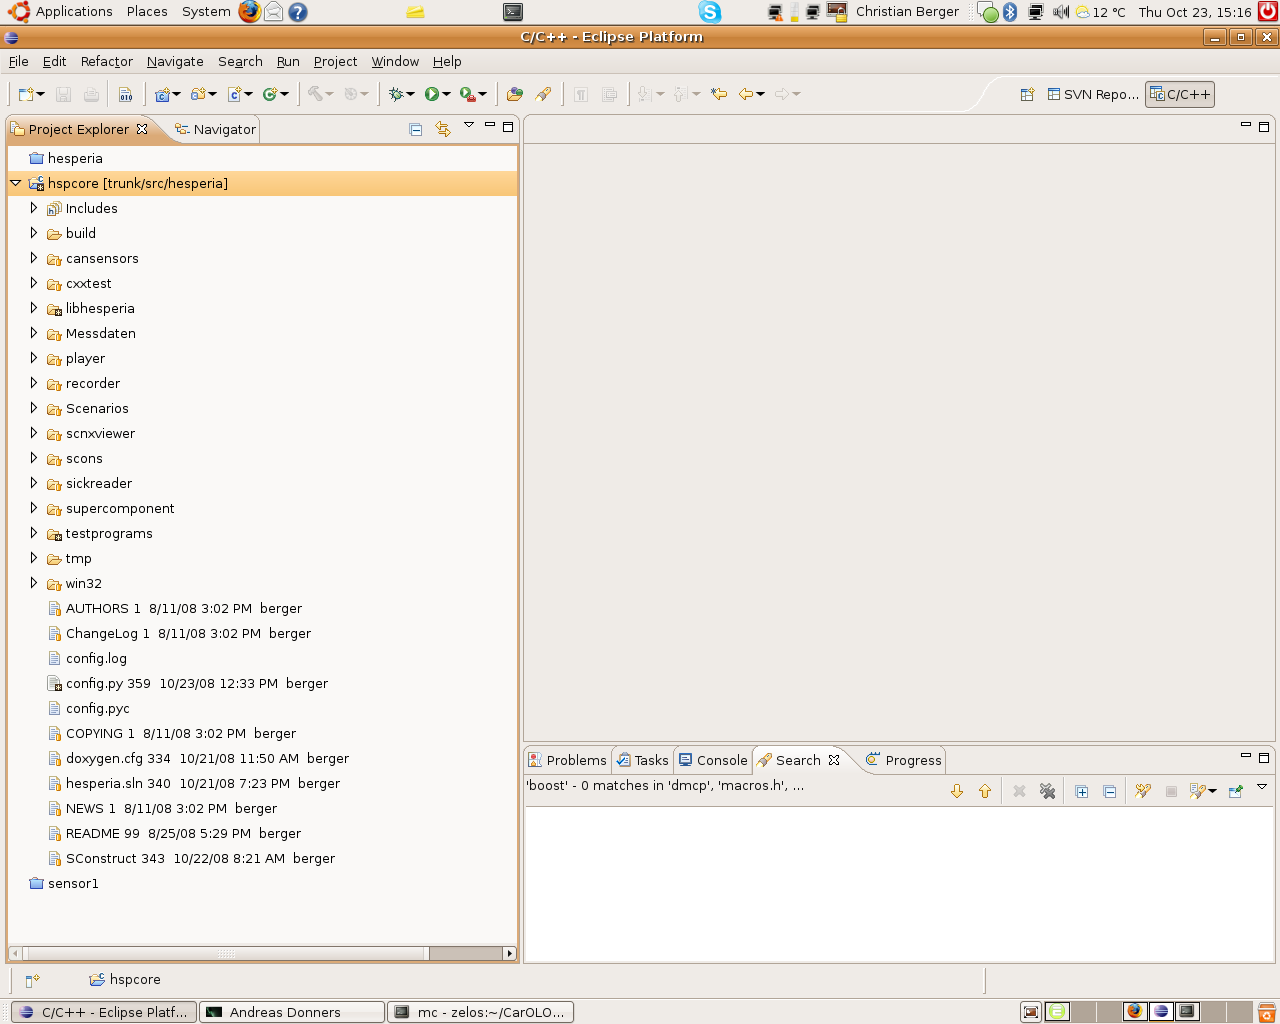 Applications Places System Christian Berger 12 °C Thu Oct 23, 15:16
C/C++ - Eclipse Platform
File Edit Refactor Navigate Search Run Project Window Help
SVN Repo... C/C++
Project Explorer Navigator
hesperia
hspcore [trunk/src/hesperia]
Includes
build
cansensors
cxxtest
libhesperia
Messdaten
player
recorder
Scenarios
scnxviewer
scons
sickreader
supercomponent
testprograms
tmp
win32
AUTHORS 1 8/11/08 3:02 PM berger
ChangeLog 1 8/11/08 3:02 PM berger
config.log
config.py 359 10/23/08 12:33 PM berger
config.pyc
COPYING 1 8/11/08 3:02 PM berger
doxygen.cfg 334 10/21/08 11:50 AM berger
hesperia.sln 340 10/21/08 7:23 PM berger
NEWS 1 8/11/08 3:02 PM berger
README 99 8/25/08 5:29 PM berger
SConstruct 343 10/22/08 8:21 AM berger
sensor1
Problems Tasks Console Search Progress
'boost' - 0 matches in 'dmcp', 'macros.h', ...
hspcore
C/C++ - Eclipse Platf... Andreas Donners mc - zelos:~/CarOLO...